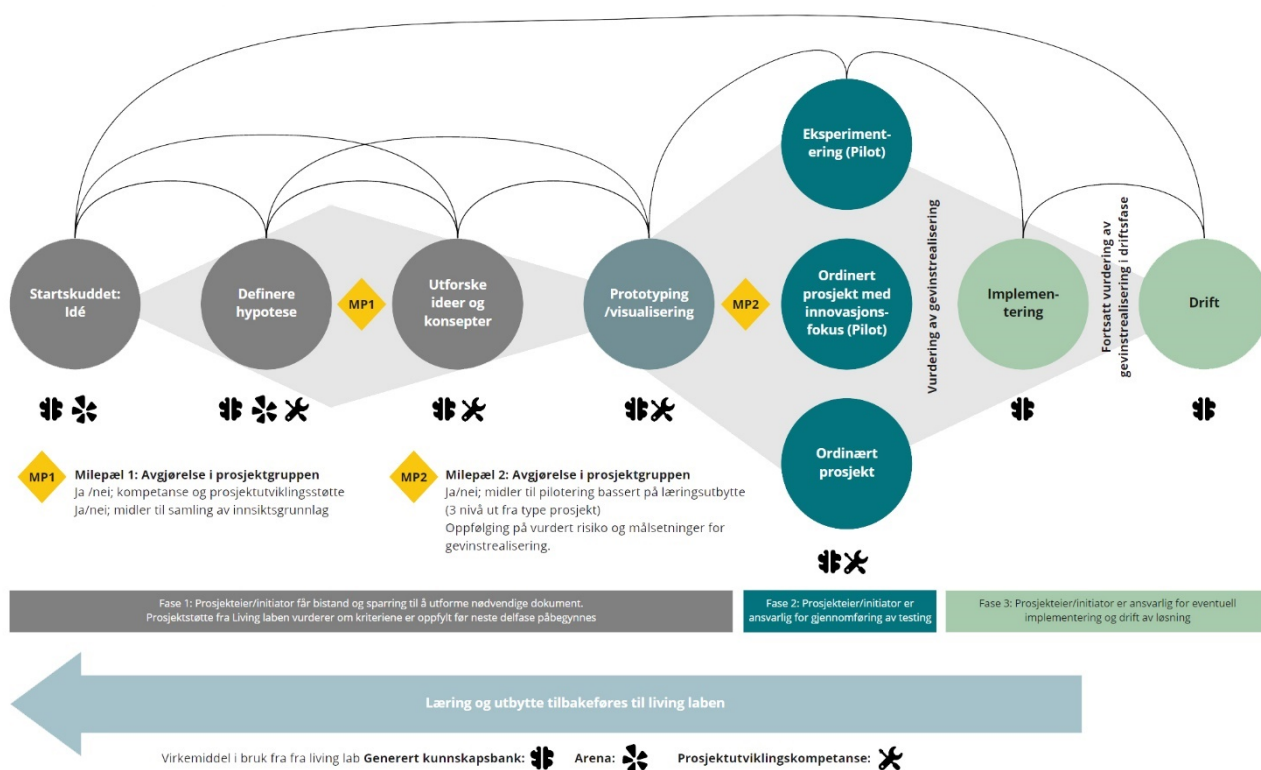 Eksperiment-
ering (Pilot)
Startskuddet:
Idé
Definere
hypotese
MP1
Utforske
ideer og
konsepter
Prototyping
/visualisering
MP2
Ordinert
prosjekt med
innovasjons-
fokus (Pilot)
Vurdering av gevinstrealisering
Implemen-
tering
Fortsatt vurdering av
gevinstrealisering i driftsfase
Drift
Ordinært
prosjekt
MP1
Milepæl 1: Avgjørelse i prosjektgruppen
Ja /nei; kompetanse og prosjektutviklingsstøtte
Ja/nei; midler til samling av innsiktsgrunnlag
MP2
Milepæl 2: Avgjørelse i prosjektgruppen
Ja/nei; midler til pilotering bassert på læringsutbytte
(3 nivå ut fra type prosjekt)
Oppfølging på vurdert risiko og målsetninger for
gevinstrealisering.
Fase 1: Prosjekteier/initiator får bistand og sparring til å utforme nødvendige dokument.
Prosjektstøtte fra Living laben vurderer om kriteriene er oppfylt før neste delfase påbegynnes
Fase 2: Prosjekteier/initiator er
ansvarlig for gjennomføring av testing
Fase 3: Prosjekteier/initiator er ansvarlig for eventuell
implementering og drift av løsning
Læring og utbytte tilbakeføres til living laben
Virkemiddel i bruk fra fra living lab Generert kunnskapsbank: Arena: Prosjektutviklingskompetanse: